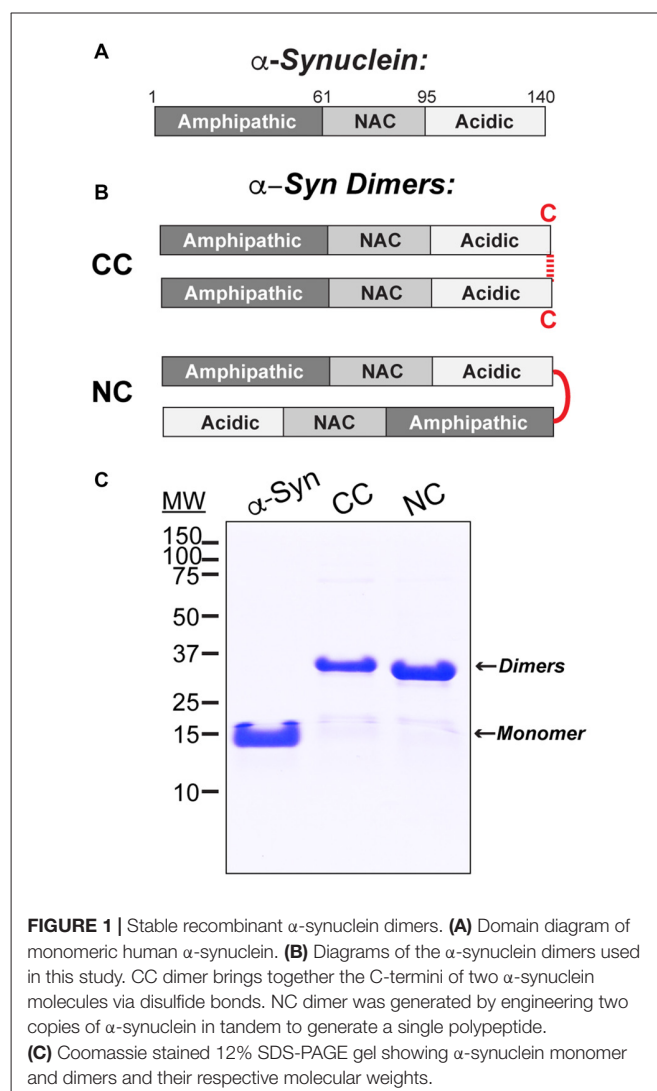 A
α-Synuclein:
1 61 95 140
Amphipathic NAC Acidic
B
α–Syn Dimers:
C
CC
Amphipathic NAC Acidic
Amphipathic NAC Acidic
C
NC
Amphipathic NAC Acidic
Acidic NAC Amphipathic
C
MW α-Syn CC NC
150
100
75
50
37
←Dimers
25
15
←Monomer
10
FIGURE 1 | Stable recombinant α-synuclein dimers. (A) Domain diagram of
monomeric human α-synuclein. (B) Diagrams of the α-synuclein dimers used
in this study. CC dimer brings together the C-termini of two α-synuclein
molecules via disulfide bonds. NC dimer was generated by engineering two
copies of α-synuclein in tandem to generate a single polypeptide.
(C) Coomassie stained 12% SDS-PAGE gel showing α-synuclein monomer
and dimers and their respective molecular weights.